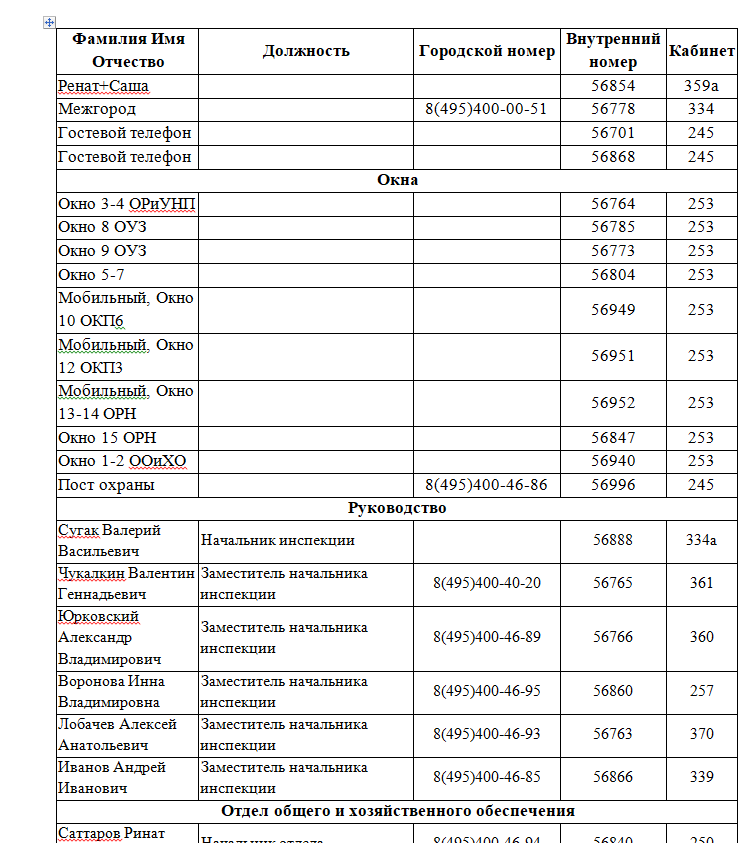 Фамилия Имя Отчество Должность Городской номер Внутренний номер Кабинет
Ренат+Саша 56854 359а
Межгород 8(495)400-00-51 56778 334
Гостевой телефон 56701 245
Гостевой телефон 56868 245
Окна
Окно 3-4 ОРиУНП 56764 253
Окно 8 ОУЗ 56785 253
Окно 9 ОУЗ 56773 253
Окно 5-7 56804 253
Мобильный, Окно
10 ОКП6 56949 253
Мобильный, Окно
12 ОКП3 56951 253
Мобильный, Окно
13-14 ОРН 56952 253
Окно 15 ОРН 56847 253
Окно 1-2 ООиХО 56940 253
Пост охраны 8(495)400-46-86 56996 245
Руководство
Сугак Валерий
Васильевич Начальник инспекции 56888 334а
Чукалкин Валентин
Геннадьевич Заместитель начальника
инспекции 8(495)400-40-20 56765 361
Юрковский
Александр
Владимирович Заместитель начальника
инспекции 8(495)400-46-89 56766 360
Воронова Инна
Владимировна Заместитель начальника
инспекции 8(495)400-46-95 56860 257
Лобачев Алексей
Анатольевич Заместитель начальника
инспекции 8(495)400-46-93 56763 370
Иванов Андрей
Иванович Заместитель начальника
инспекции 8(495)400-46-85 56866 339
Отдел общего и хозяйственного обеспечения
Саттаров Ринат
Начальник отдела 8(495)400-46-94 56840 250